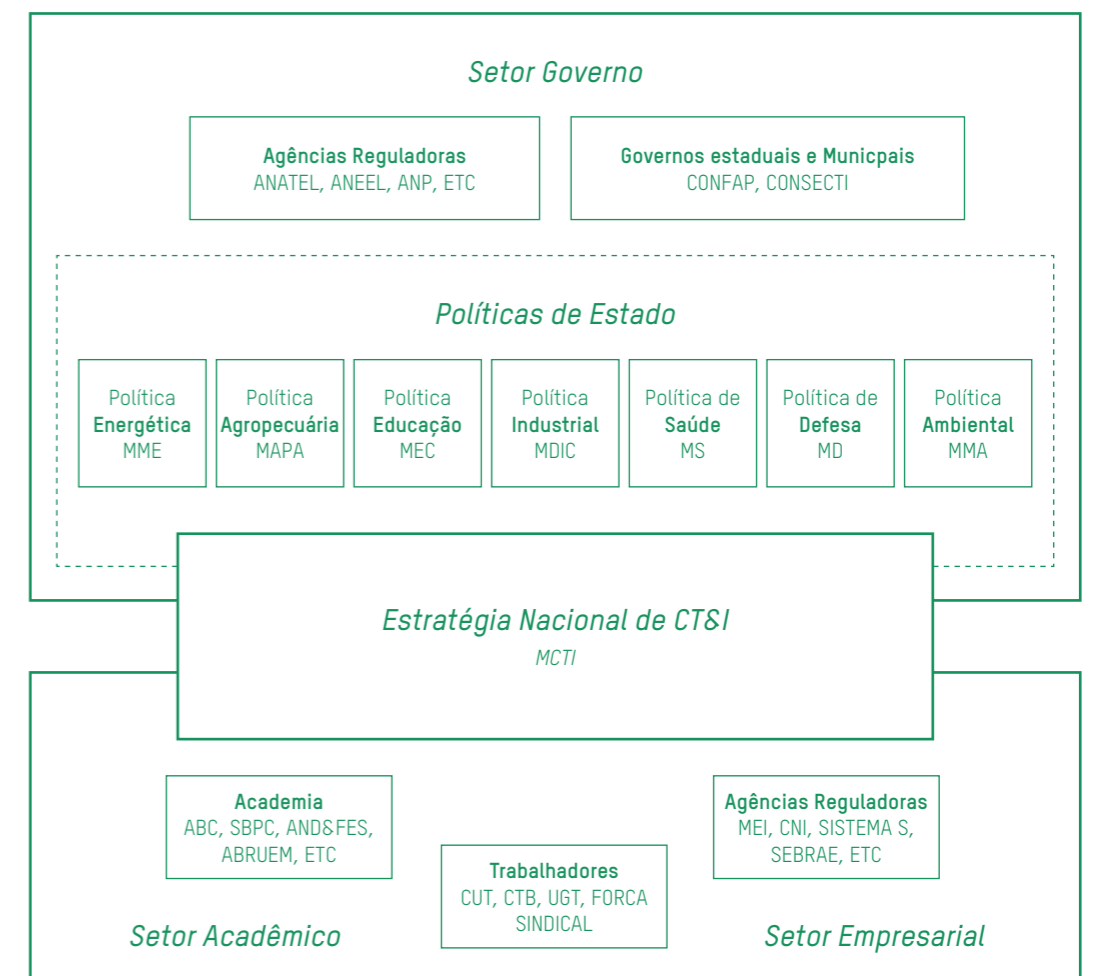 Setor Governo
Agências Reguladoras
ANATEL, ANEEL, ANP, ETC
Governos estaduais e Municpais
CONFAP, CONSECTI
Políticas de Estado
Política
Energética
MME
Política
Agropecuária
MAPA
Política
Educação
MEC
Política
Industrial
MDIC
Política de
Saúde
MS
Política de
Defesa
MD
Política
Ambiental
MMA
Estratégia Nacional de CT&I
MCTI
Academia
ABC, SBPC, AND&FES,
ABRUEM, ETC
Agências Reguladoras
MEI, CNI, SISTEMA S,
SEBRAE, ETC
Trabalhadores
CUT, CTB, UGT, FORCA
SINDICAL
Setor Acadêmico
Setor Empresarial